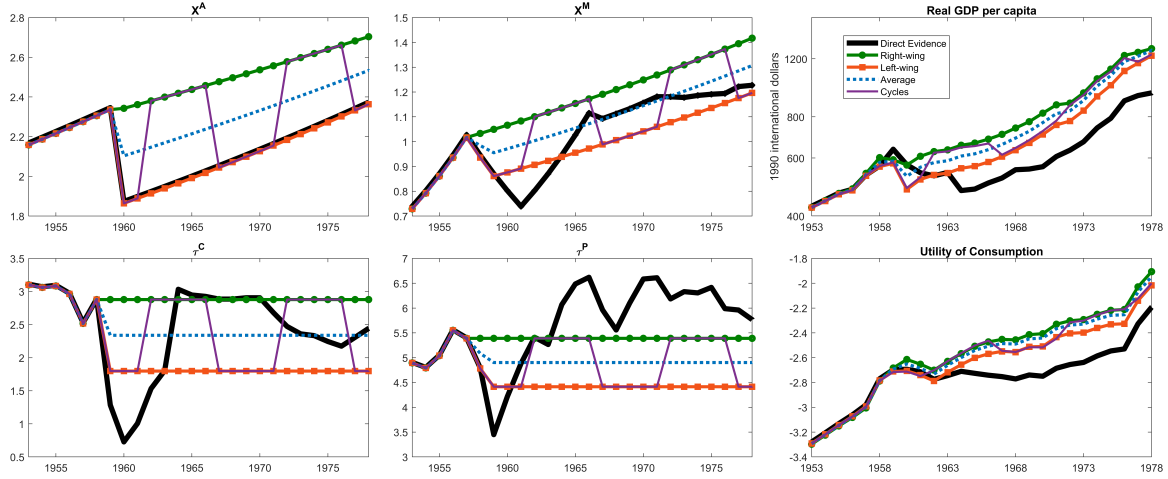 X^A
2.8
2.6
2.4
2.2
2
1.8
1955 1960 1965 1970 1975
X^M
1.5
1.4
1.3
1.2
1.1
1
0.9
0.8
0.7
1955 1960 1965 1970 1975
Real GDP per capita
1990 international dollars
1200
800
600
400
Direct Evidence
Right-wing
Left-wing
Average
Cycles
1953 1958 1963 1968 1973 1978
τ^C
3.5
3
2.5
2
1.5
1
0.5
1955 1960 1965 1970 1975
τ^P
7
6.5
6
5.5
5
4.5
4
3.5
3
1955 1960 1965 1970 1975
Utility of Consumption
-1.8
-2
-2.2
-2.4
-2.6
-2.8
-3
-3.2
-3.4
1953 1958 1963 1968 1973 1978